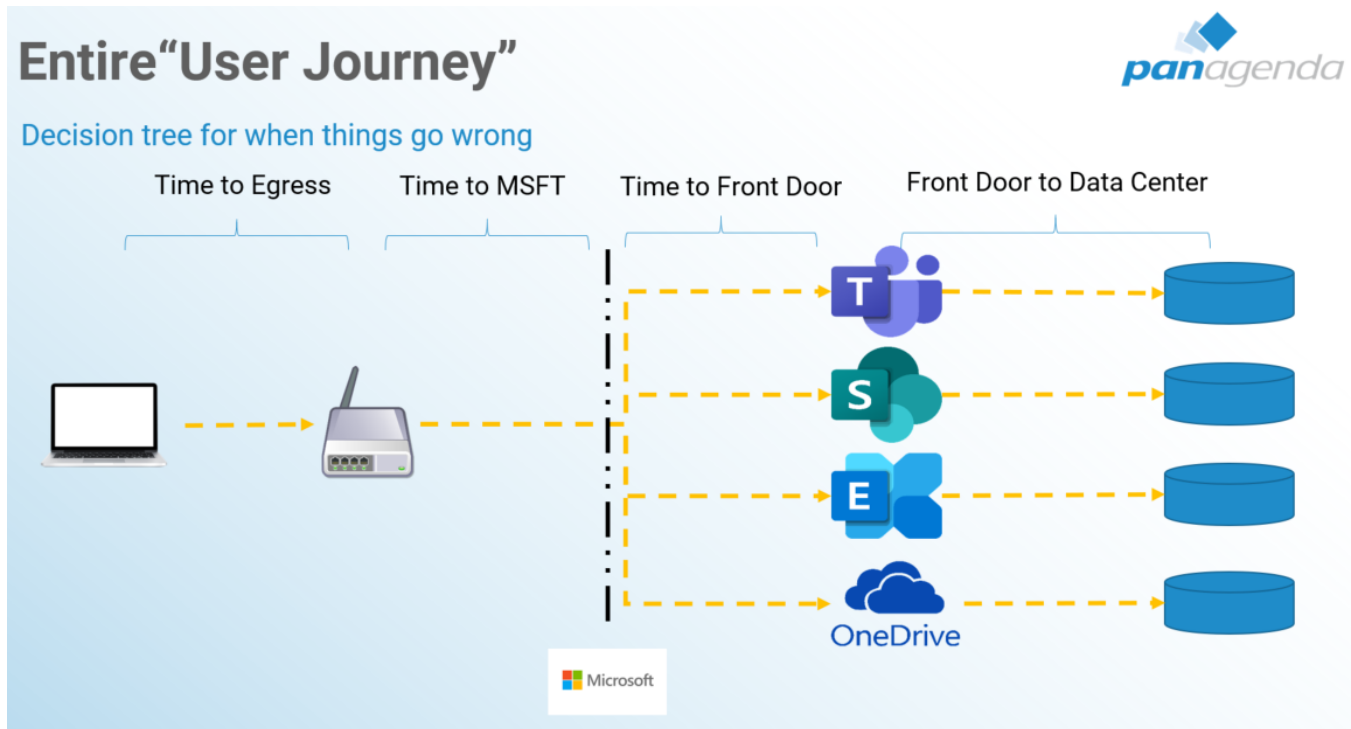 Entire“User Journey”
panagenda
Decision tree for when things go wrong
Time to Egress
Time to MSFT
Time to Front Door
Front Door to Data Center
T
S
E
OneDrive
Microsoft